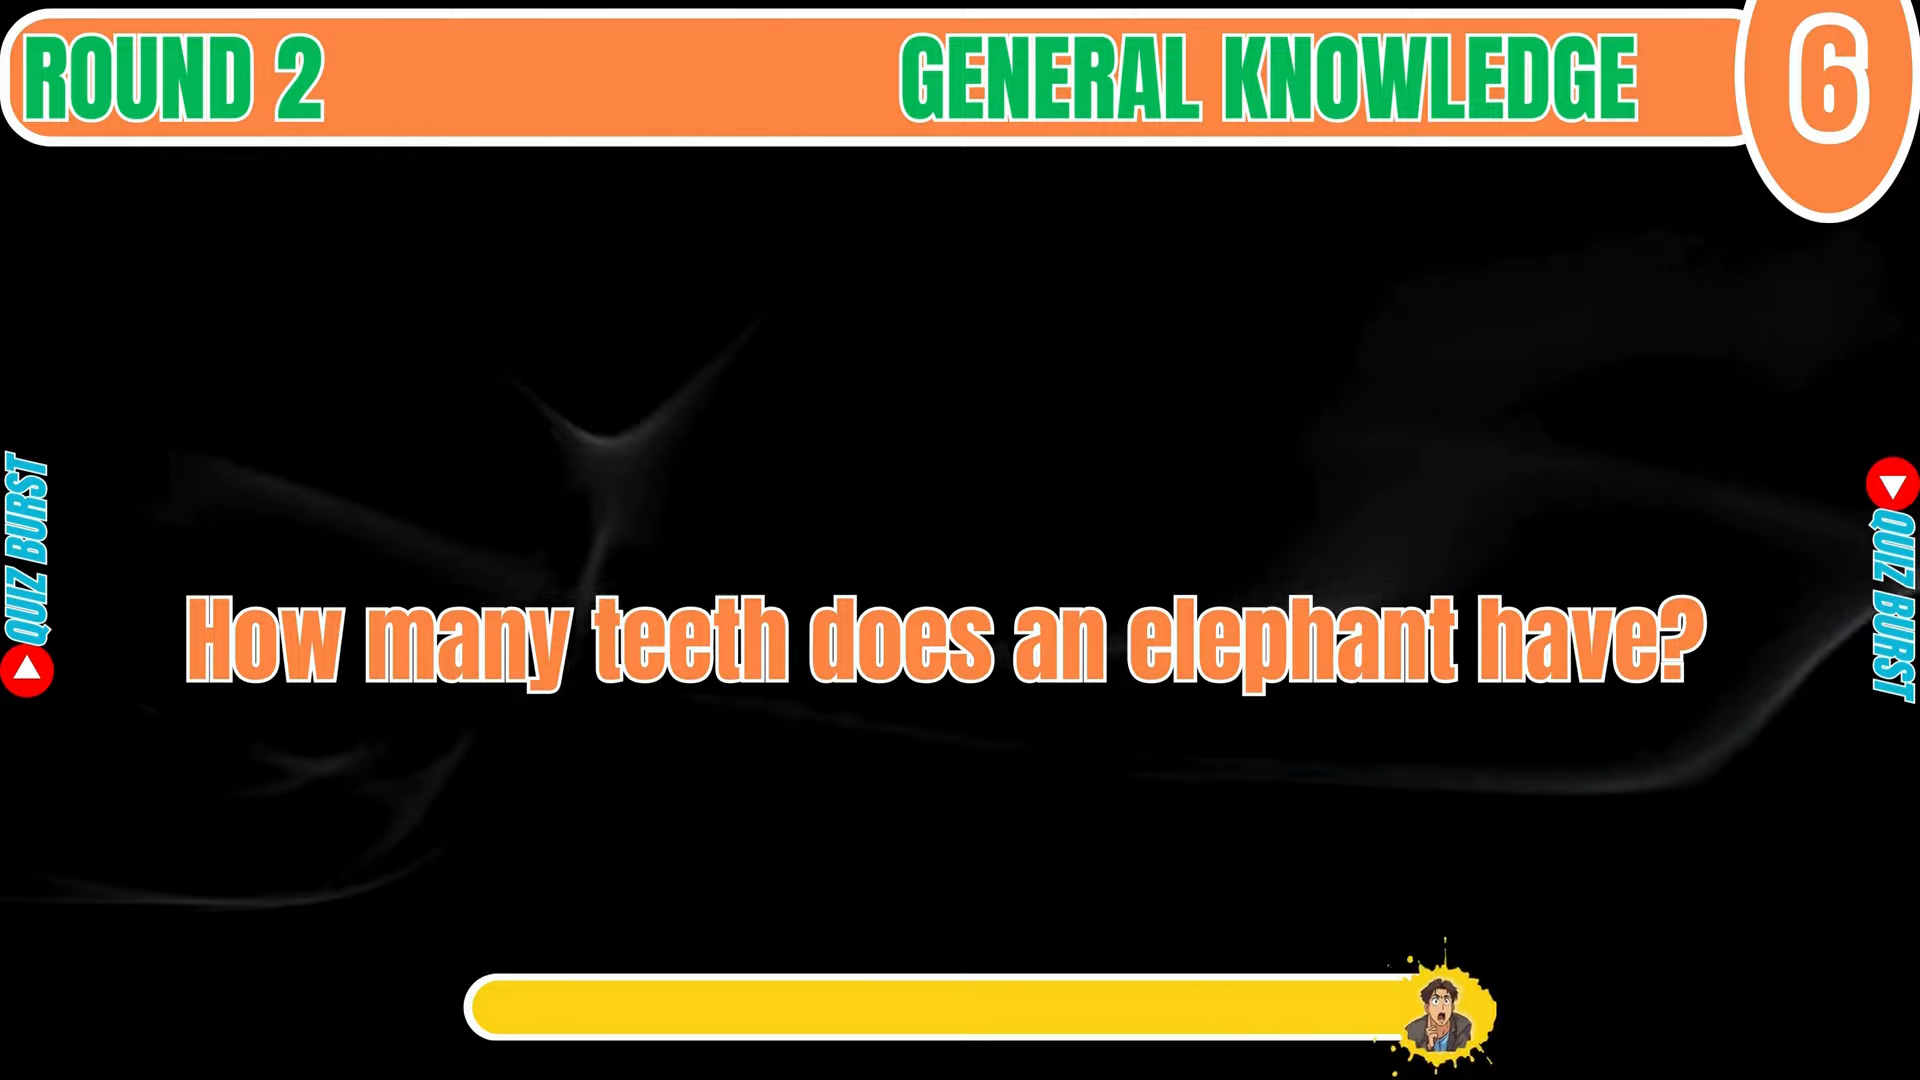 ROUND 2
GENERAL KNOWLEDGE
6
QUIZ BURST
QUIZ BURST
How many teeth does an elephant have?